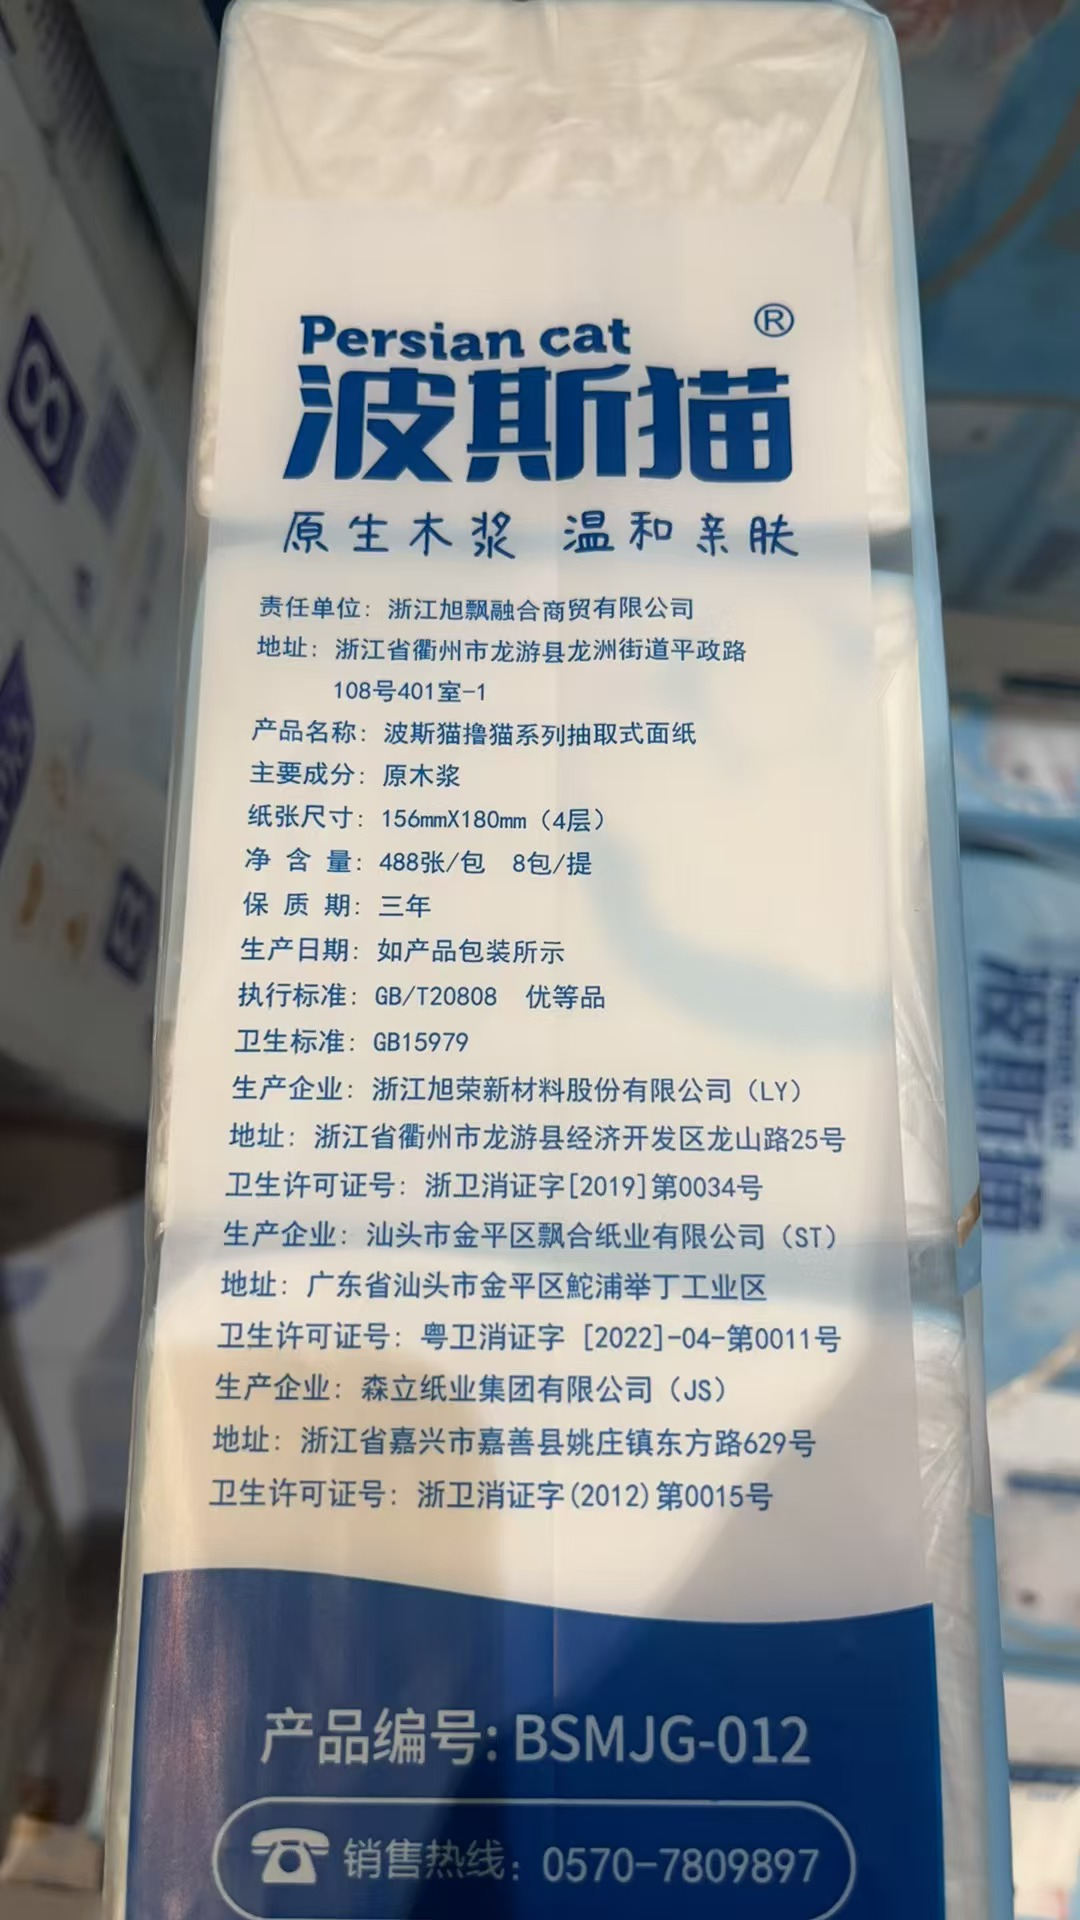 Persian cat ®
波斯猫
原生木浆 温和亲肤
责任单位：浙江旭飘融合商贸有限公司
地址：浙江省衢州市龙游县龙洲街道平政路
108号401室-1
产品名称：波斯猫撸猫系列抽取式面纸
主要成分：原木浆
纸张尺寸：156mmX180mm（4层）
净含量：488张/包 8包/提
保质期：三年
生产日期：如产品包装所示
执行标准：GB/T20808 优等品
卫生标准：GB15979
生产企业：浙江旭荣新材料股份有限公司（LY）
地址：浙江省衢州市龙游县经济开发区龙山路25号
卫生许可证号：浙卫消证字[2019]第0034号
生产企业：汕头市金平区飘合纸业有限公司（ST）
地址：广东省汕头市金平区鮀浦举丁工业区
卫生许可证号：粤卫消证字 [2022]-04-第0011号
生产企业：森立纸业集团有限公司（JS）
地址：浙江省嘉兴市嘉善县姚庄镇东方路629号
卫生许可证号：浙卫消证字(2012)第0015号
产品编号: BSMJG-012
销售热线：0570-7809897
8
8
波斯猫